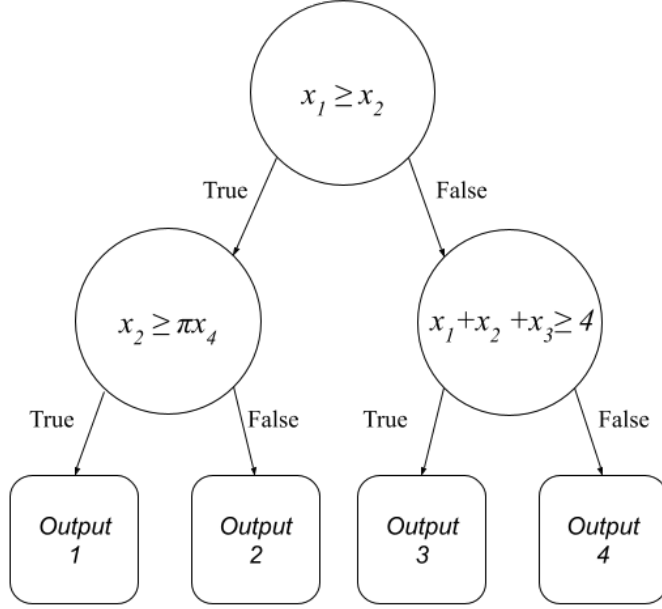 x₁ ≥ x₂
True
False
x₂ ≥ πx₄
x₁+x₂ +x₃≥ 4
True
False
True
False
Output
1
Output
2
Output
3
Output
4